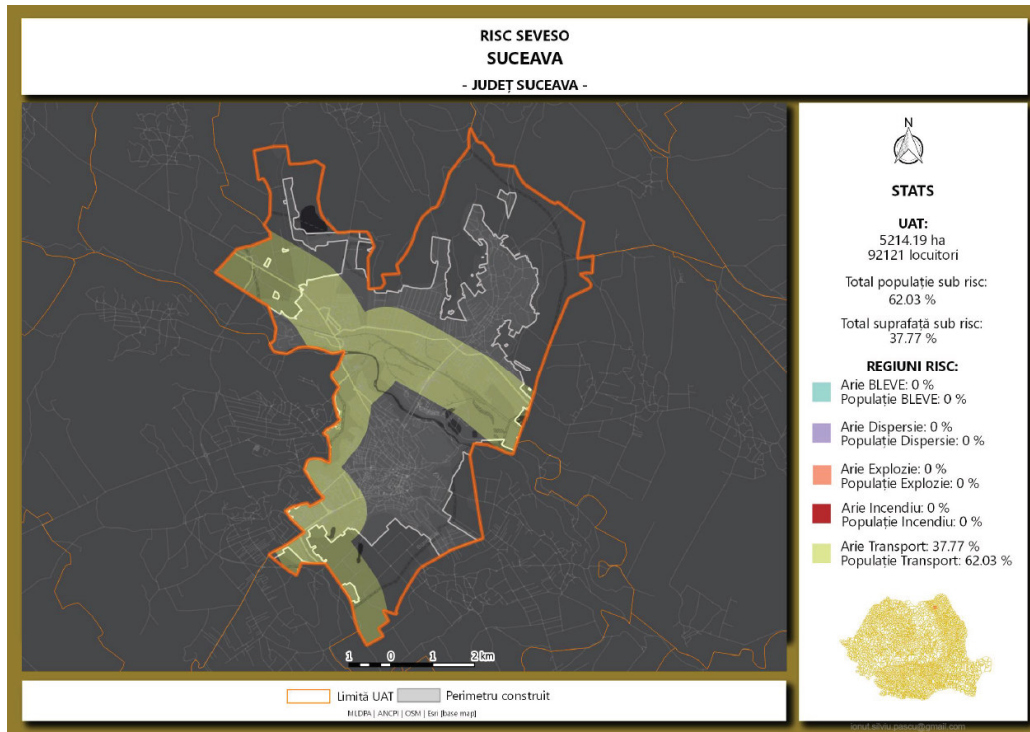 RISC SEVESO
SUCEAVA
- JUDEȚ SUCEAVA -
N
STATS
UAT:
5214.19 ha
92121 locuitori
Total populație sub risc:
62.03 %
Total suprafață sub risc:
37.77 %
REGIUNI RISC:
Arie BLEVE: 0 %
Populație BLEVE: 0 %
Arie Dispersie: 0 %
Populație Dispersie: 0 %
Arie Explozie: 0 %
Populație Explozie: 0 %
Arie Incendiu: 0 %
Populație Incendiu: 0 %
Arie Transport: 37.77 %
Populație Transport: 62.03 %
1 0 1 2 km
Limită UAT Perimetru construit
MLDPA | ANCPI | OSM | Esri [base map]
ionut.silviu.pascu@gmail.com